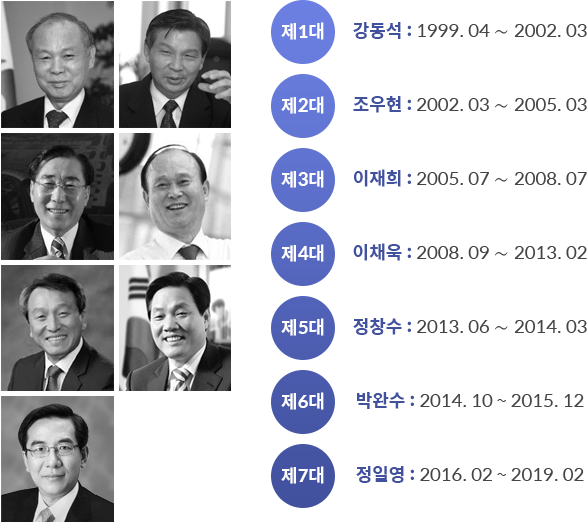 제1대 강동석 : 1999. 04 ~ 2002. 03
제2대 조우현 : 2002. 03 ~ 2005. 03
제3대 이재희 : 2005. 07 ~ 2008. 07
제4대 이채욱 : 2008. 09 ~ 2013. 02
제5대 정창수 : 2013. 06 ~ 2014. 03
제6대 박완수 : 2014. 10 ~ 2015. 12
제7대 정일영 : 2016. 02 ~ 2019. 02